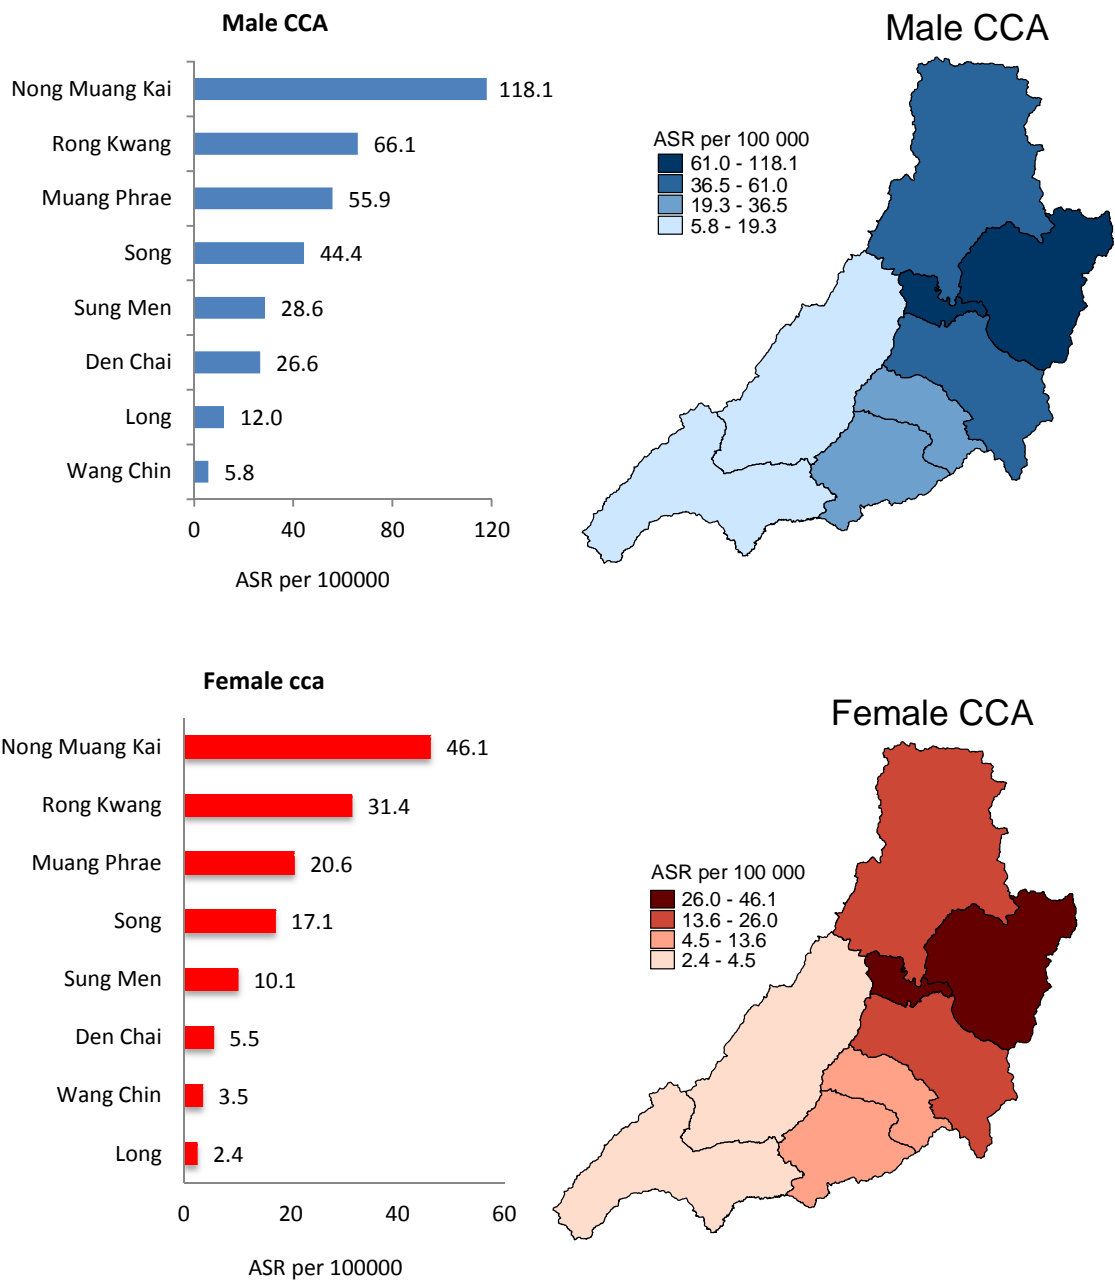 Male CCA
Nong Muang Kai 118.1
Rong Kwang 66.1
Muang Phrae 55.9
Song 44.4
Sung Men 28.6
Den Chai 26.6
Long 12.0
Wang Chin 5.8
0 40 80 120
ASR per 100000
Male CCA
ASR per 100 000
61.0 - 118.1
36.5 - 61.0
19.3 - 36.5
5.8 - 19.3
Female cca
Nong Muang Kai 46.1
Rong Kwang 31.4
Muang Phrae 20.6
Song 17.1
Sung Men 10.1
Den Chai 5.5
Wang Chin 3.5
Long 2.4
0 20 40 60
ASR per 100000
Female CCA
ASR per 100 000
26.0 - 46.1
13.6 - 26.0
4.5 - 13.6
2.4 - 4.5